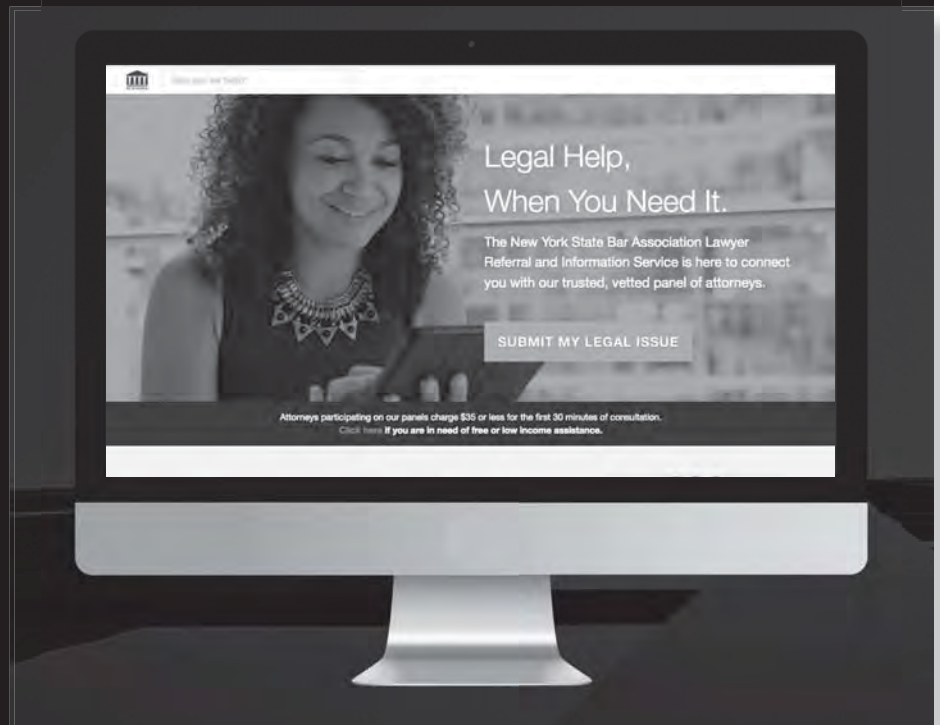 Legal Help,
When You Need It.
The New York State Bar Association Lawyer
Referral and Information Service is here to connect
you with our trusted, vetted panel of attorneys.
SUBMIT MY LEGAL ISSUE
Attorneys participating on our panels charge $35 or less for the first 30 minutes of consultation.
Click here if you are in need of free or low income assistance.